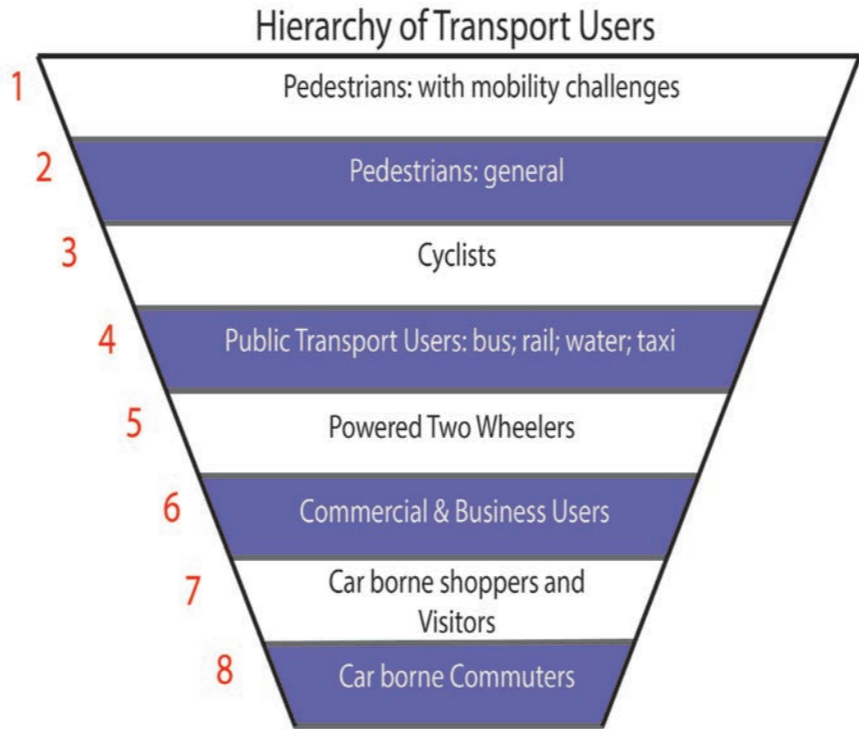 Hierarchy of Transport Users
1 Pedestrians: with mobility challenges
2 Pedestrians: general
3 Cyclists
4 Public Transport Users: bus; rail; water; taxi
5 Powered Two Wheelers
6 Commercial & Business Users
7 Car borne shoppers and
Visitors
8 Car borne Commuters